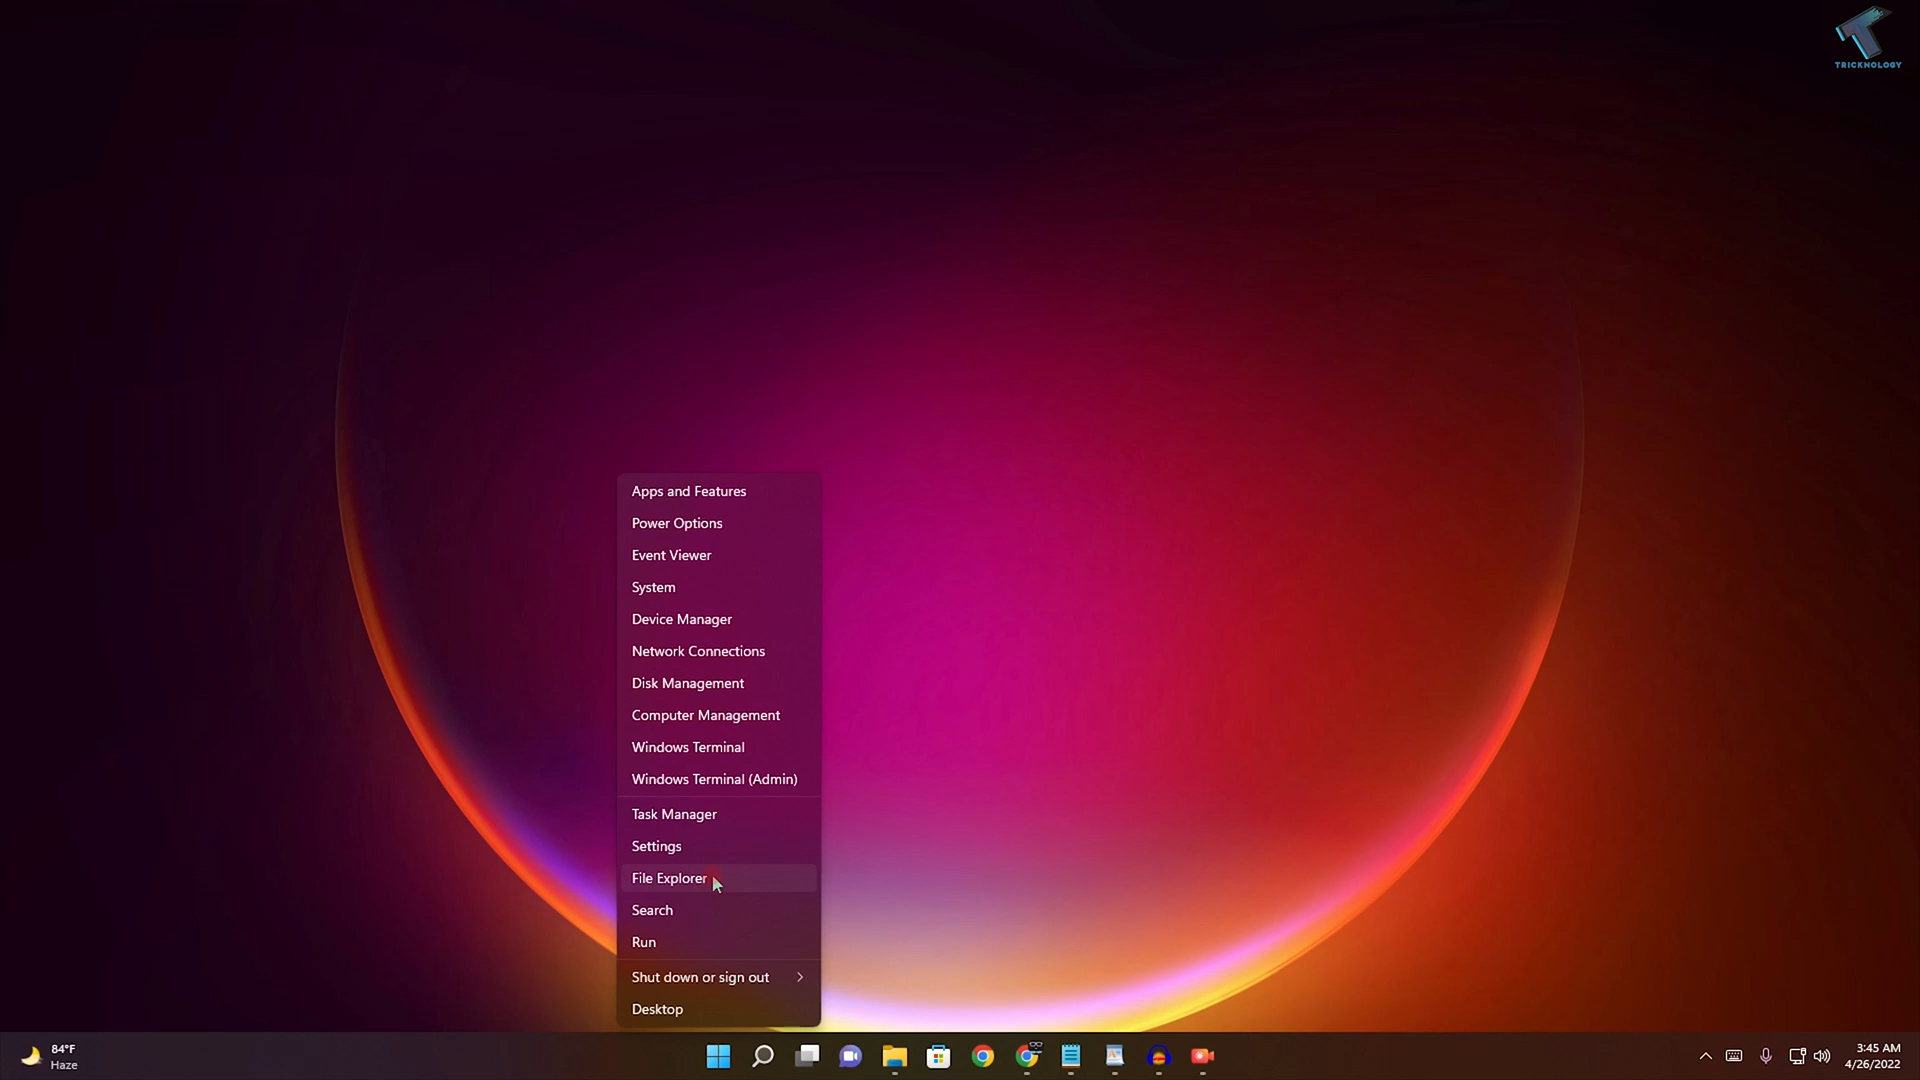 TRICKNOLOGY
Apps and Features
Power Options
Event Viewer
System
Device Manager
Network Connections
Disk Management
Computer Management
Windows Terminal
Windows Terminal (Admin)
Task Manager
Settings
File Explorer
Search
Run
Shut down or sign out
Desktop
84°F
Haze
3:45 AM
4/26/2022